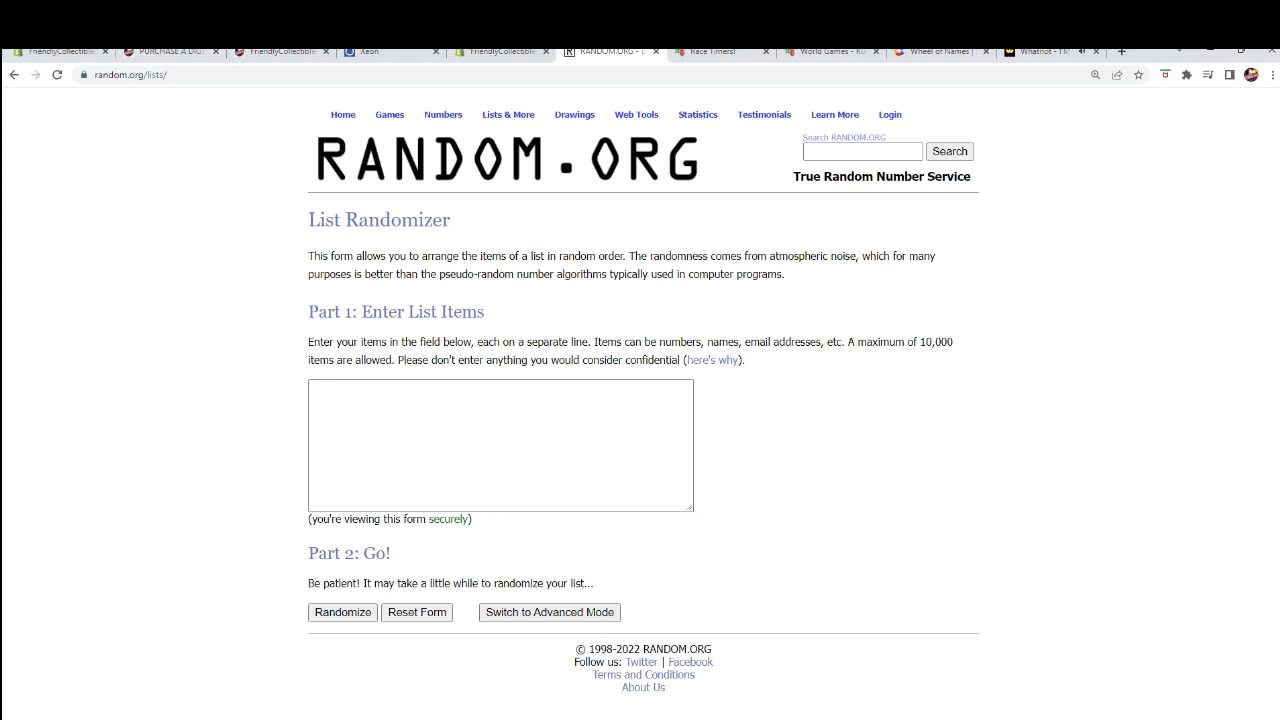 FriendlyCollectible
PURCHASE A DIGI
FriendlyCollectible
Xeon
FriendlyCollectible
RANDOM.ORG - L
Race Timers!
World Games - Ru
Wheel of Names |
Whatnot - I'M
random.org/lists/
Home Games Numbers Lists & More Drawings Web Tools Statistics Testimonials Learn More Login
RANDOM.ORG
Search RANDOM.ORG
Search
True Random Number Service
List Randomizer
This form allows you to arrange the items of a list in random order. The randomness comes from atmospheric noise, which for many
purposes is better than the pseudo-random number algorithms typically used in computer programs.
Part 1: Enter List Items
Enter your items in the field below, each on a separate line. Items can be numbers, names, email addresses, etc. A maximum of 10,000
items are allowed. Please don't enter anything you would consider confidential (here's why).
(you're viewing this form securely)
Part 2: Go!
Be patient! It may take a little while to randomize your list...
Randomize Reset Form Switch to Advanced Mode
© 1998-2022 RANDOM.ORG
Follow us: Twitter | Facebook
Terms and Conditions
About Us